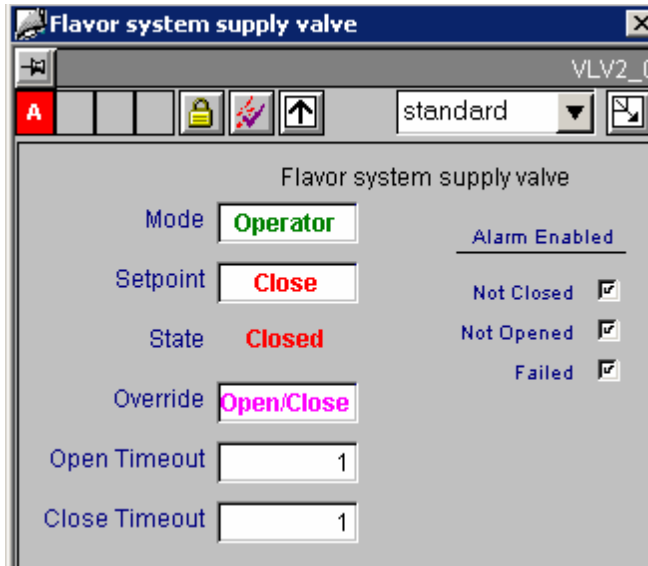 Flavor system supply valve
VLV2_
A
standard
Flavor system supply valve
Mode Operator
Alarm Enabled
Setpoint Close
Not Closed
State Closed
Not Opened
Failed
Override Open/Close
Open Timeout 1
Close Timeout 1